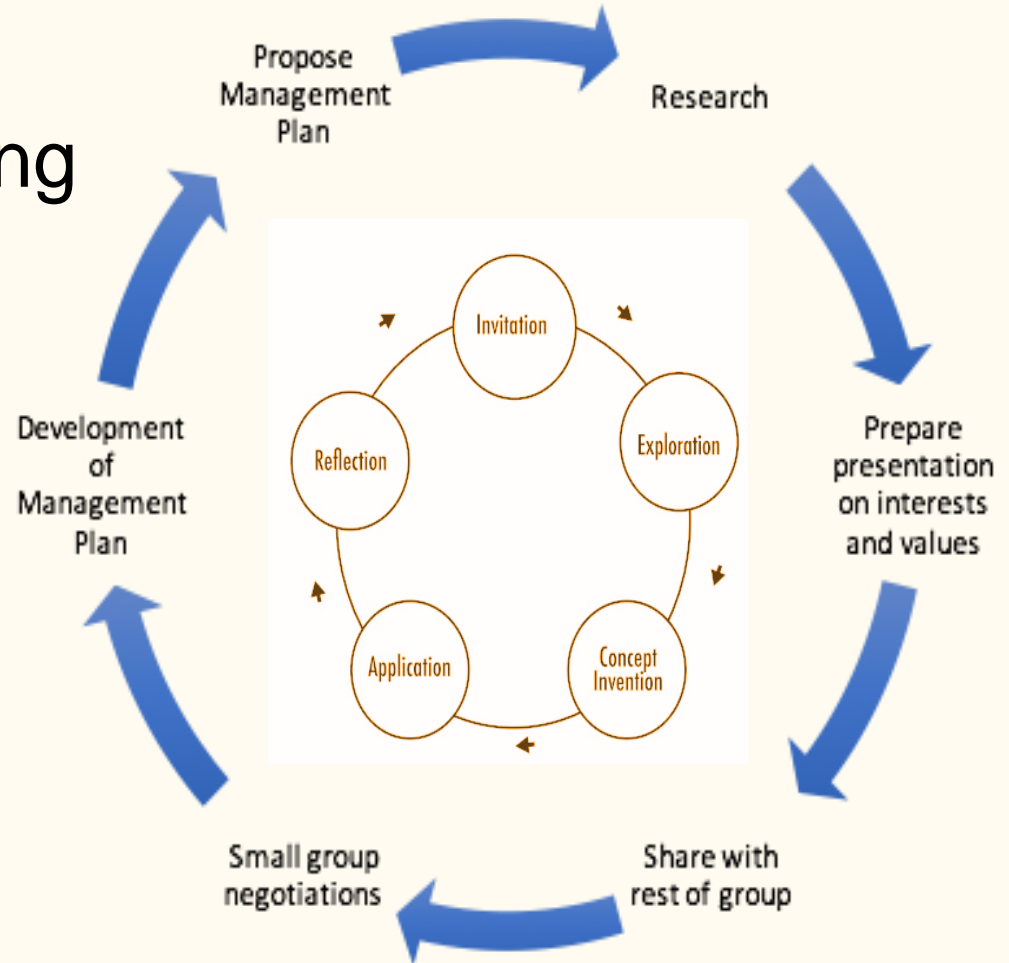 Propose
Management
Plan
Research
ng
Invitation
Reflection
Exploration
Development
of
Management
Plan
Prepare
presentation
on interests
and values
Application
Concept
Invention
Small group
negotiations
Share with
rest of group